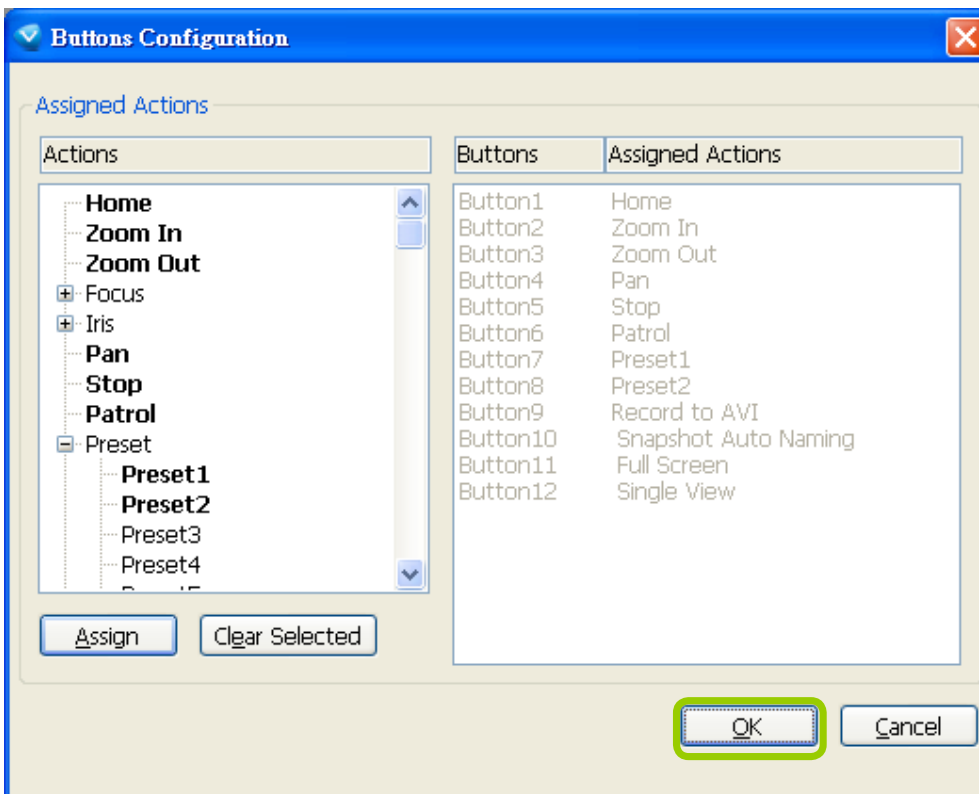 Buttons Configuration
Assigned Actions
Actions
Home
Zoom In
Zoom Out
Focus
Iris
Pan
Stop
Patrol
Preset
Preset1
Preset2
Preset3
Preset4
Assign
Clear Selected
Buttons Assigned Actions
Button1 Home
Button2 Zoom In
Button3 Zoom Out
Button4 Pan
Button5 Stop
Button6 Patrol
Button7 Preset1
Button8 Preset2
Button9 Record to AVI
Button10 Snapshot Auto Naming
Button11 Full Screen
Button12 Single View
OK
Cancel